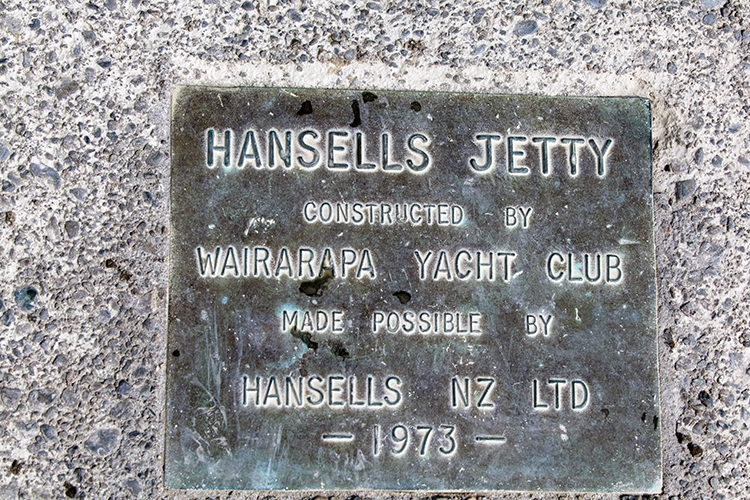 HANSELLS JETTY
CONSTRUCTED BY
WAIRARAPA YACHT CLUB
MADE POSSIBLE BY
HANSELLS NZ LTD
— 1973 —